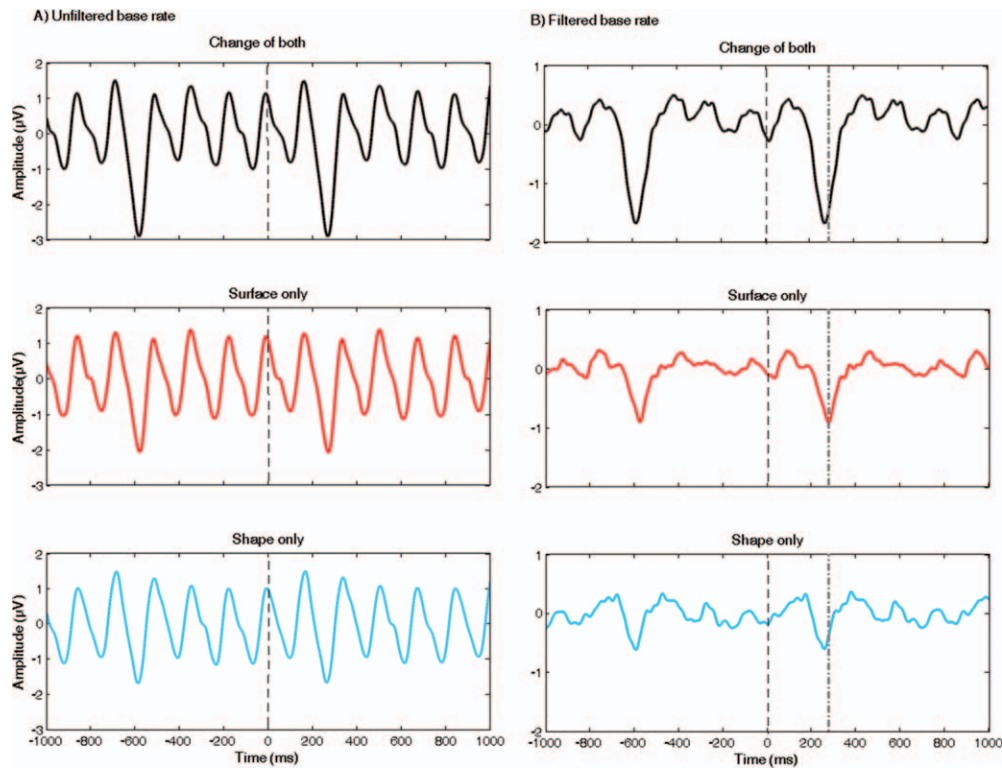 A) Unfiltered base rate
Change of both
Amplitude (µV)
2
1
0
-1
-2
-3
Surface only
Amplitude(µV)
2
1
0
-1
-2
-3
Shape only
Amplitude (µV)
2
1
0
-1
-2
-3
-1000 -800 -600 -400 -200 0 200 400 600 800 1000
Time (ms)
B) Filtered base rate
Change of both
1
0
-1
-2
Surface only
1
0
-1
-2
Shape only
1
0
-1
-2
-1000 -800 -600 -400 -200 0 200 400 600 800 1000
Time (ms)